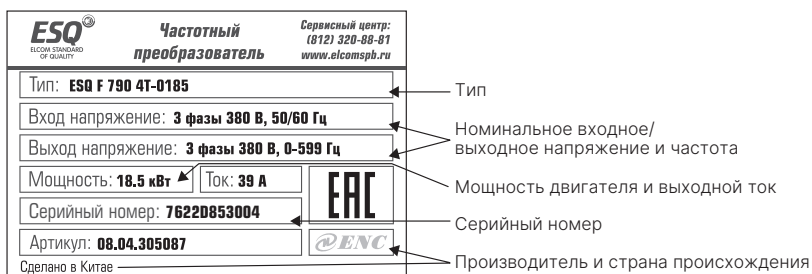 ESQ®
ELCOM STANDARD
OF QUALITY
Частотный
преобразователь
Сервисный центр:
(812) 320-88-81
www.elcomspb.ru
Тип: ESQ F 790 4T-0185
Вход напряжение: 3 фазы 380 В, 50/60 Гц
Выход напряжение: 3 фазы 380 В, 0-599 Гц
Мощность: 18.5 кВт
Ток: 39 А
Серийный номер: 7622D853004
EAC
Артикул: 08.04.305087
ENC
Сделано в Китае
Тип
Номинальное входное/
выходное напряжение и частота
Мощность двигателя и выходной ток
Серийный номер
Производитель и страна происхождения